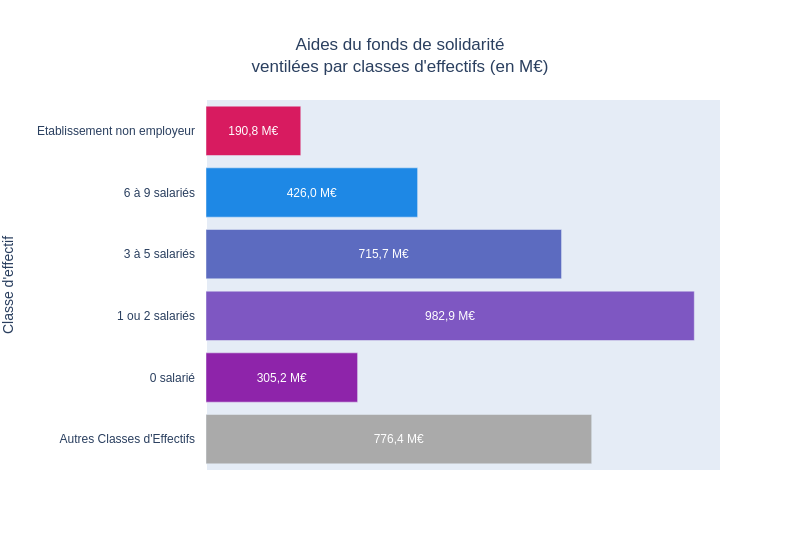 Aides du fonds de solidarité
ventilées par classes d'effectifs (en M€)
Classe d'effectif
Etablissement non employeur
190,8 M€
6 à 9 salariés
426,0 M€
3 à 5 salariés
715,7 M€
1 ou 2 salariés
982,9 M€
0 salarié
305,2 M€
Autres Classes d'Effectifs
776,4 M€